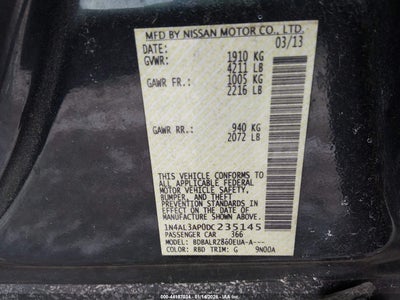 MFD BY NISSAN MOTOR CO., LTD.
DATE: 03/13
GVWR: 1910 KG
4211 LB
GAWR FR: 1005 KG
2216 LB
GAWR RR: 940 KG
2072 LB
THIS VEHICLE CONFORMS TO ALL
APPLICABLE FEDERAL
MOTOR VEHICLE SAFETY,
BUMPER, AND THEFT
PREVENTION STANDARDS
IN EFFECT ON THE DATE OF
MANUFACTURE SHOWN ABOVE.
1N4AL3AP0DC235145
PASSENGER CAR 366
MODEL: BDBALRZ860EUA-A---
COLOR: RBD TRIM: G 9N00A